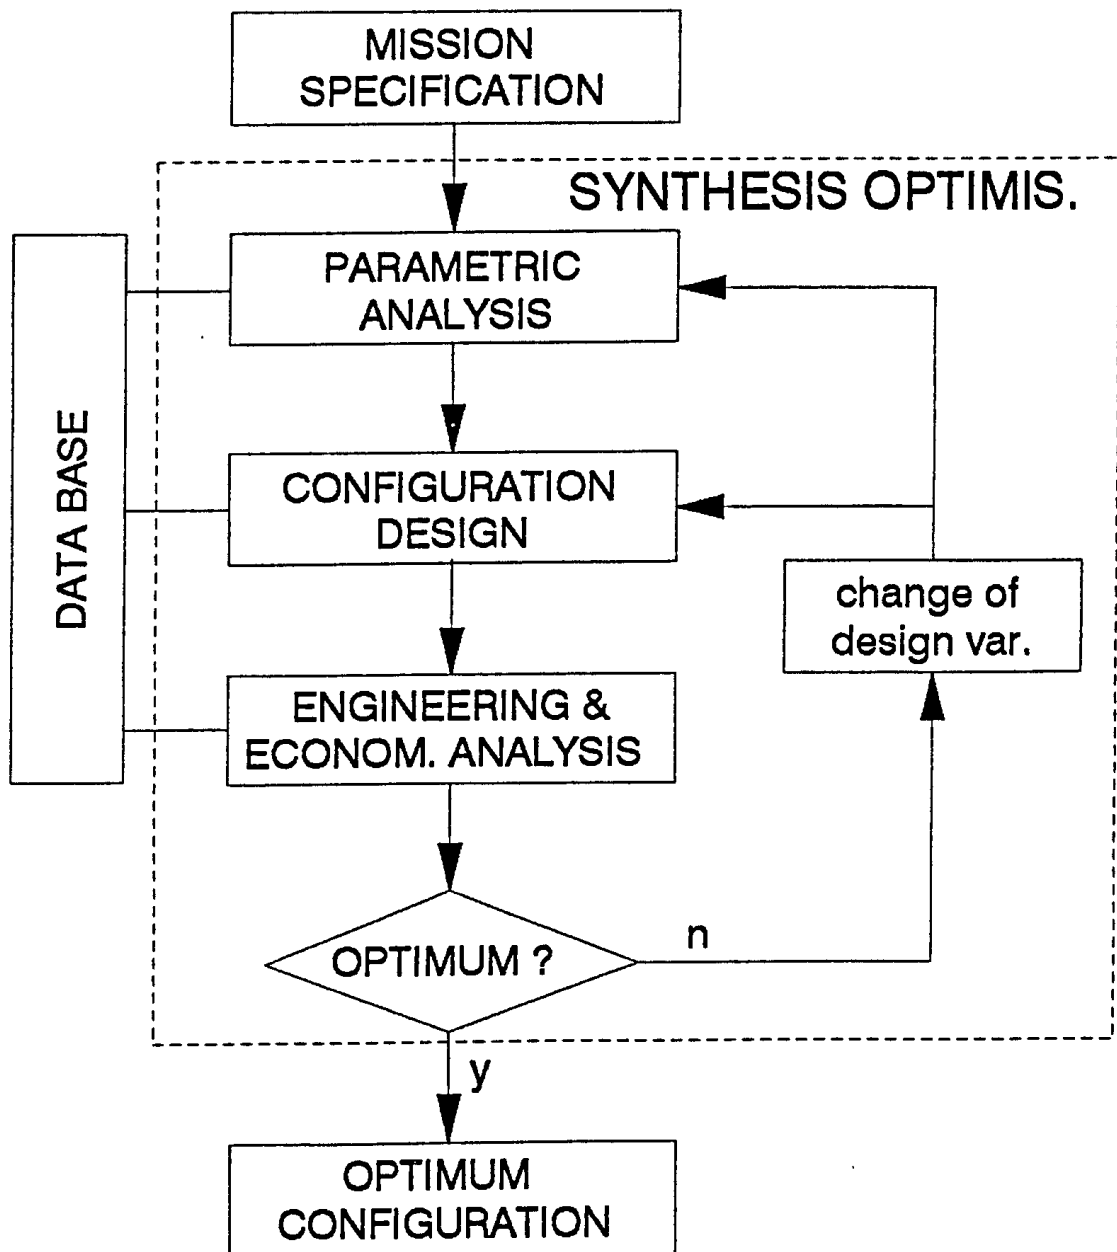 MISSION
SPECIFICATION
SYNTHESIS OPTIMIS.
PARAMETRIC
ANALYSIS
DATA BASE
CONFIGURATION
DESIGN
change of
design var.
ENGINEERING &
ECONOM. ANALYSIS
OPTIMUM ?
n
y
OPTIMUM
CONFIGURATION